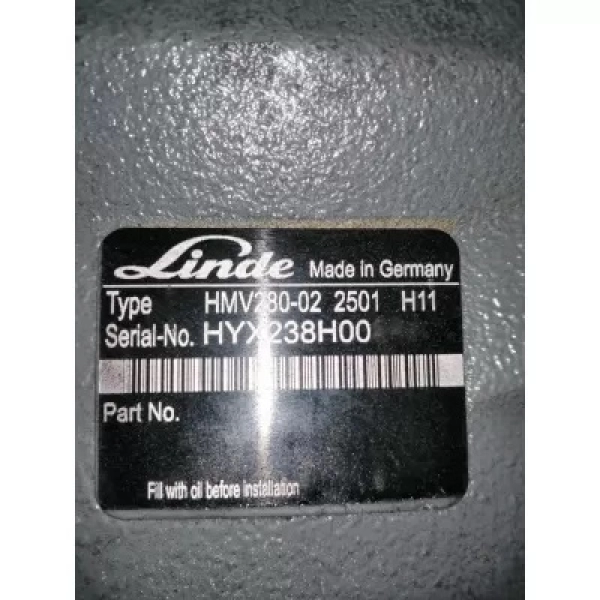 Linde Made in Germany
Type HMV280-02 2501 H11
Serial-No. HYX238H00
Part No.
Fill with oil before installation